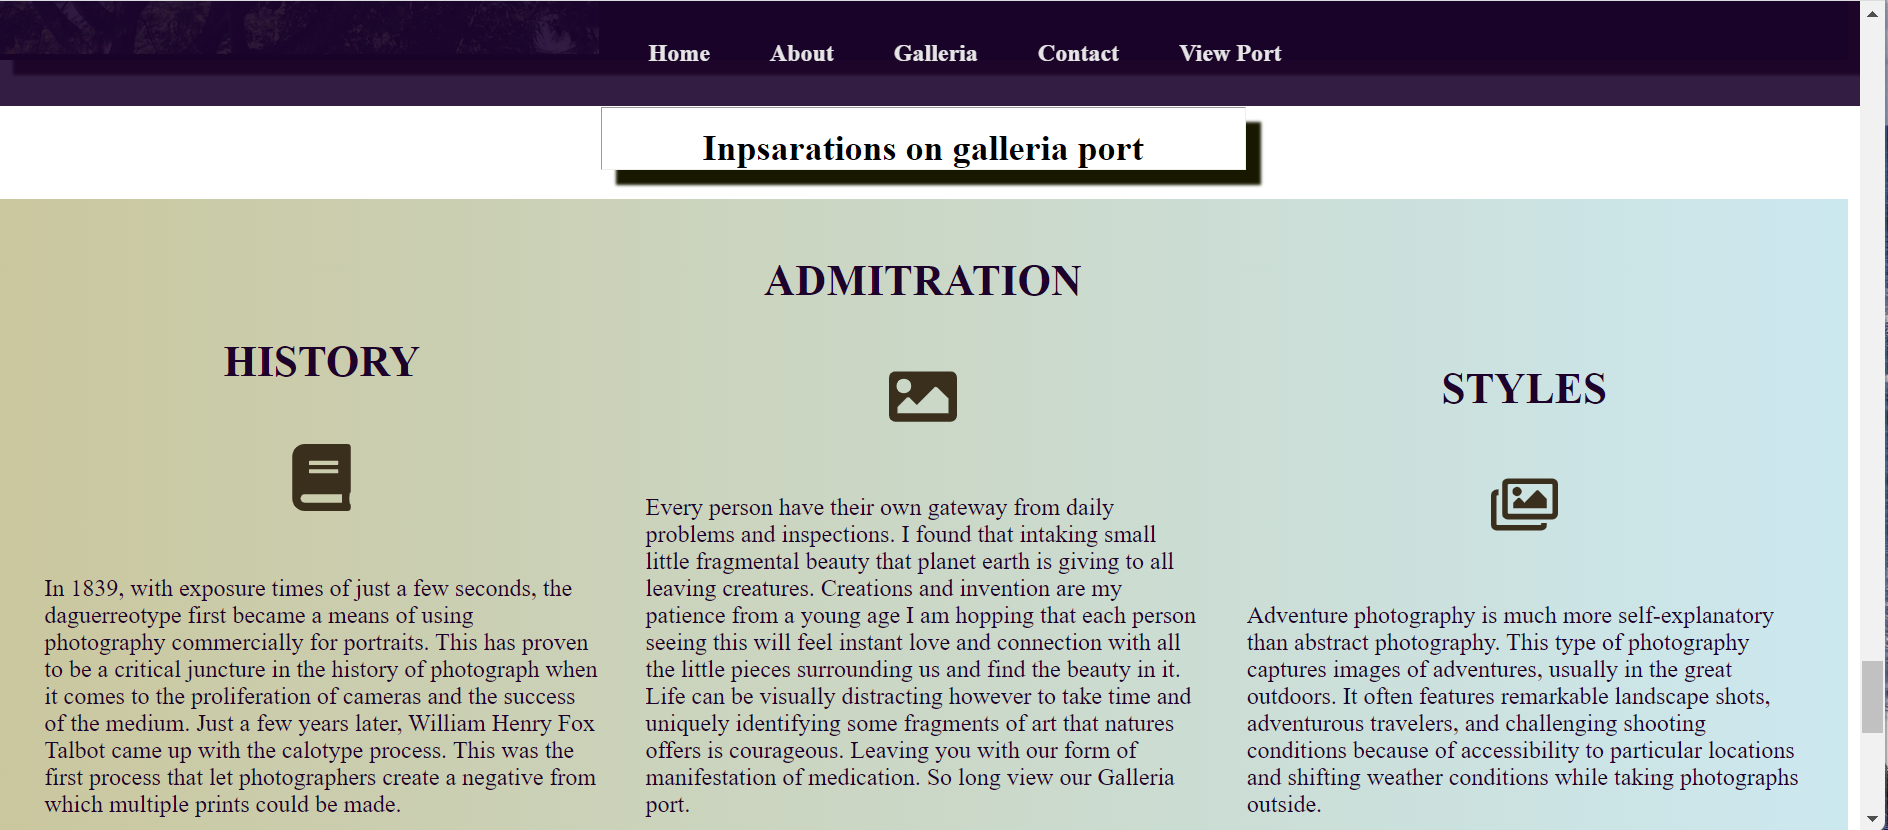 Home About Galleria Contact View Port
Inpsarations on galleria port
HISTORY
In 1839, with exposure times of just a few seconds, the
daguerreotype first became a means of using
photography commercially for portraits. This has proven
to be a critical juncture in the history of photograph when
it comes to the proliferation of cameras and the success
of the medium. Just a few years later, William Henry Fox
Talbot came up with the calotype process. This was the
first process that let photographers create a negative from
which multiple prints could be made.
ADMITRATION
Every person have their own gateway from daily
problems and inspections. I found that intaking small
little fragmental beauty that planet earth is giving to all
leaving creatures. Creations and invention are my
patience from a young age I am hopping that each person
seeing this will feel instant love and connection with all
the little pieces surrounding us and find the beauty in it.
Life can be visually distracting however to take time and
uniquely identifying some fragments of art that natures
offers is courageous. Leaving you with our form of
manifestation of medication. So long view our Galleria
port.
STYLES
Adventure photography is much more self-explanatory
than abstract photography. This type of photography
captures images of adventures, usually in the great
outdoors. It often features remarkable landscape shots,
adventurous travelers, and challenging shooting
conditions because of accessibility to particular locations
and shifting weather conditions while taking photographs
outside.